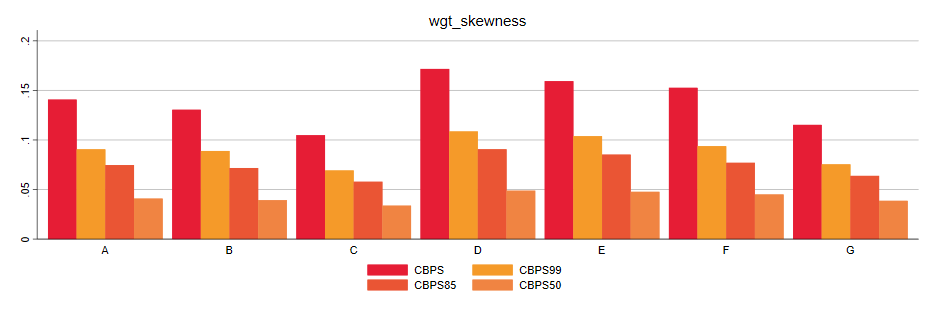 wgt_skewness
.2
.15
.1
.05
0
A B C D E F G
CBPS CBPS99
CBPS85 CBPS50